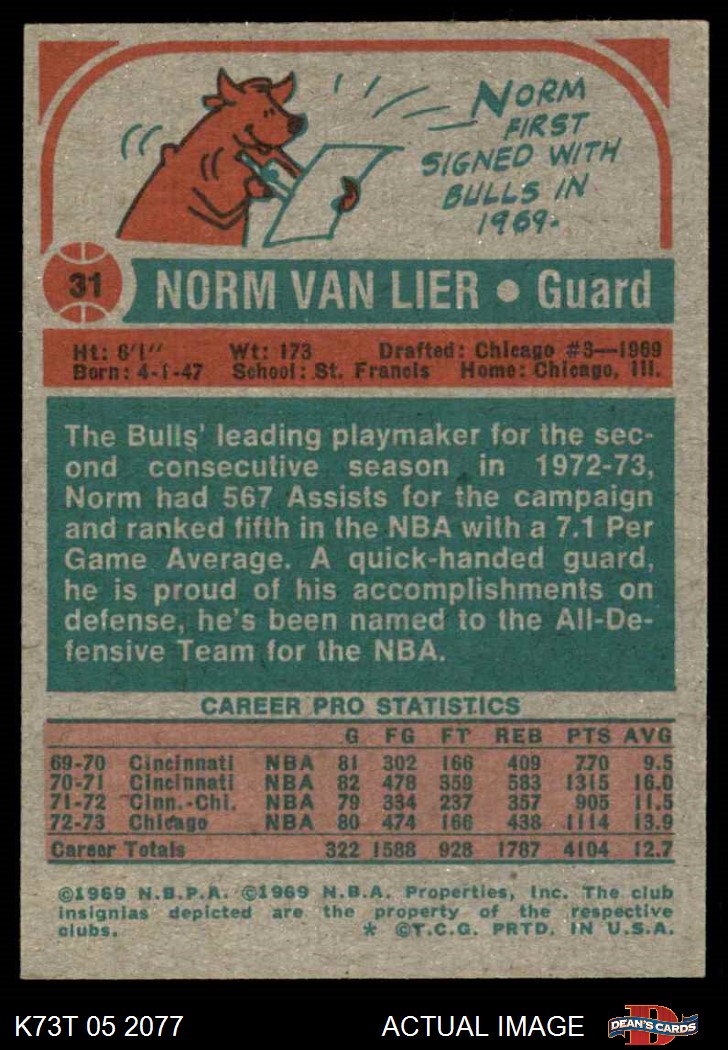 NORM
FIRST
SIGNED WITH
BULLS IN
1969.
31 NORM VAN LIER • Guard
Ht: 6'1" Wt: 173 Drafted: Chicago #3—1969
Born: 4-1-47 School: St. Francis Home: Chicago, Ill.
The Bulls' leading playmaker for the sec-
ond consecutive season in 1972-73,
Norm had 567 Assists for the campaign
and ranked fifth in the NBA with a 7.1 Per
Game Average. A quick-handed guard,
he is proud of his accomplishments on
defense, he's been named to the All-De-
fensive Team for the NBA.
CAREER PRO STATISTICS
G FG FT REB PTS AVG
69-70 Cincinnati NBA 81 302 166 409 770 9.5
70-71 Cincinnati NBA 82 478 359 583 1315 16.0
71-72 Cinn.-Chi. NBA 79 334 237 357 905 11.5
72-73 Chicago NBA 80 474 166 438 1114 13.9
Career Totals 322 1588 928 1787 4104 12.7
©1969 N.B.P.A. ©1969 N.B.A. Properties, Inc. The club
insignias depicted are the property of the respective
clubs. * ©T.C.G. PRTD. IN U.S.A.
K73T 05 2077 ACTUAL IMAGE D DEAN'S CARDS